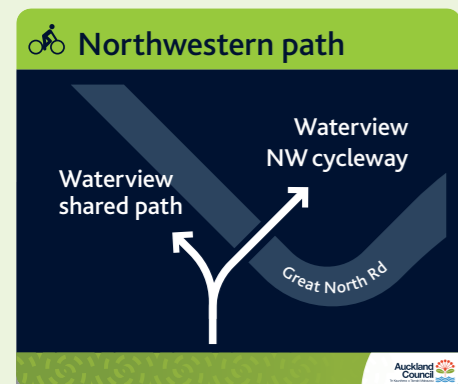 Northwestern path
Waterview
NW cycleway
Waterview
shared path
Great North Rd
Auckland
Council